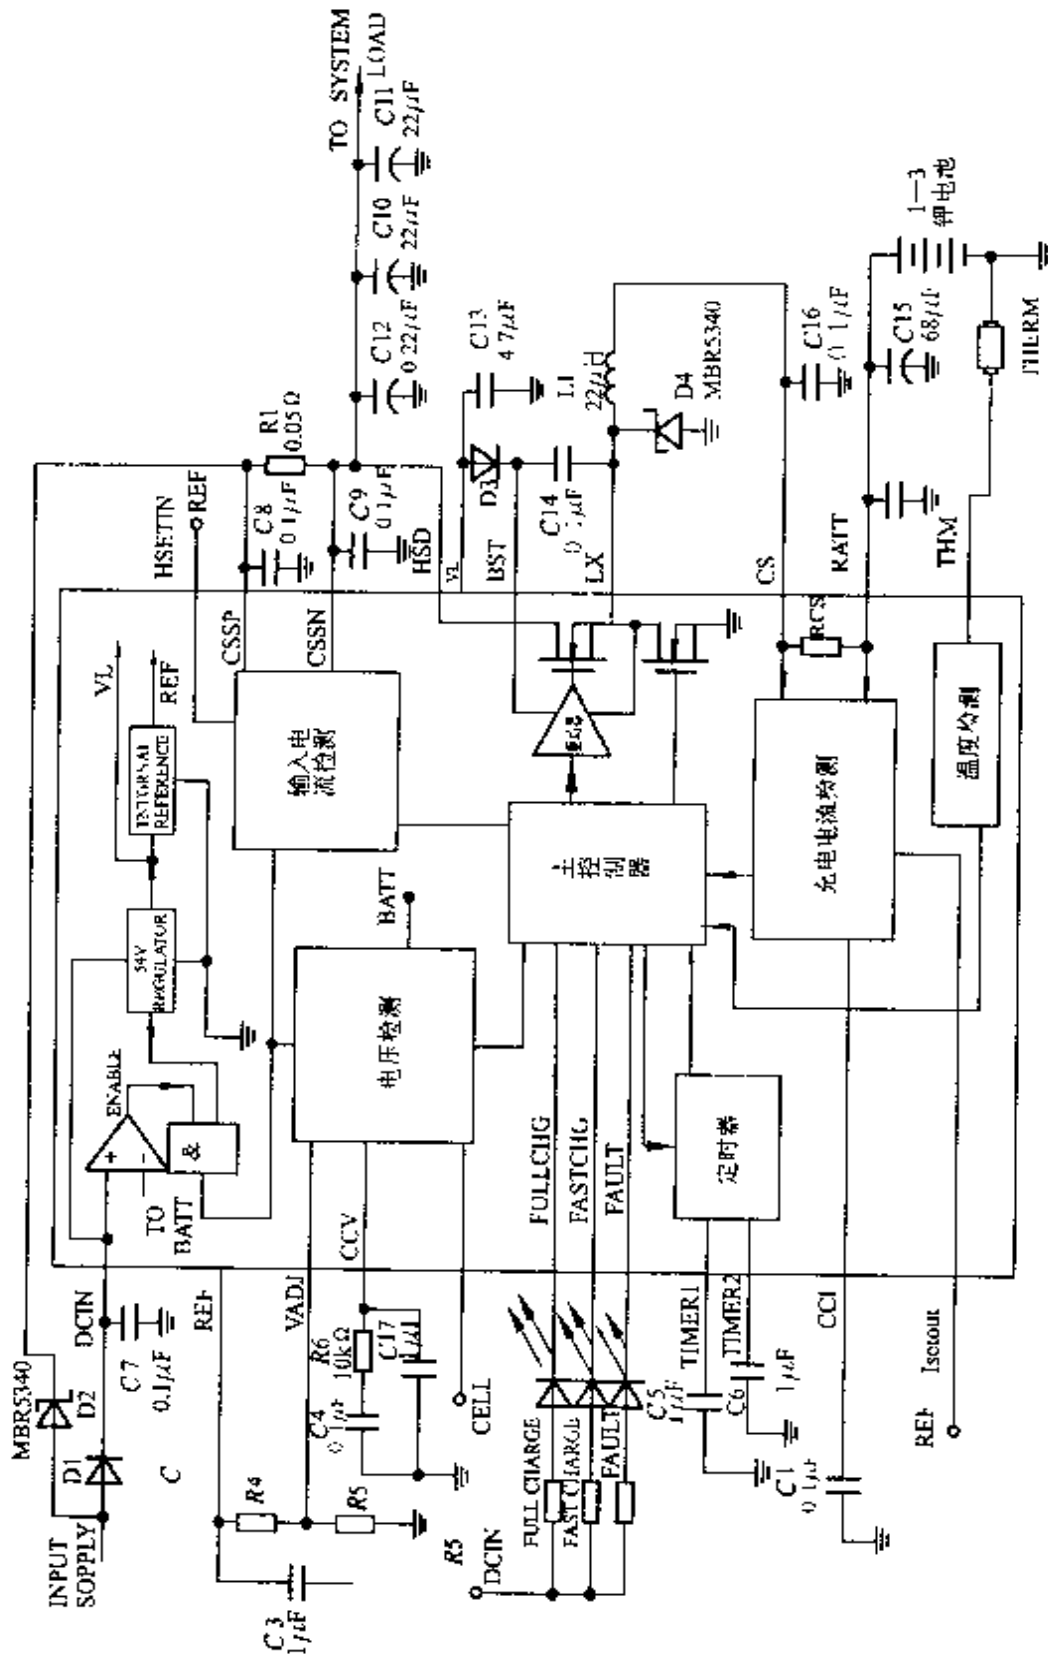 INPUT
SOPPLY
D1
MBR5340
D2
DCIN
C7
0.1μF
C
C3
1μF
R4
R5
REF
VADJ
CCV
R6
10kΩ
C4
C17
CELL
TO
BATT
+
−
&
ENABLE
REGULATOR
REFERENCE
VL
REF
输入电
流检测
CSSP
CSSN
HSETIN
REF
R1
0.05Ω
C8
0 1μF
C9
0 1μF
HSD
TO SYSTEM
LOAD
C12
0 22μF
C10
22μF
C11
22μF
VL
D3
C13
4 7μF
BST
C14
LX
L1
22μH
D4
MBR5340
电压检测
BATT
主控制器
R5
DCIN
FULL CHARGE
FAST CHARGE
FAULT
FULLCHG
FASTCHG
FAULT
定时器
TIMER1
TIMER2
C5
1μF
C6
1μF
充电电流检测
CS
RCS
C16
0 1μF
C15
1—3
锂电池
THM
THERM
温度检测
CCI
C1
0 1μF
REF
Isetout